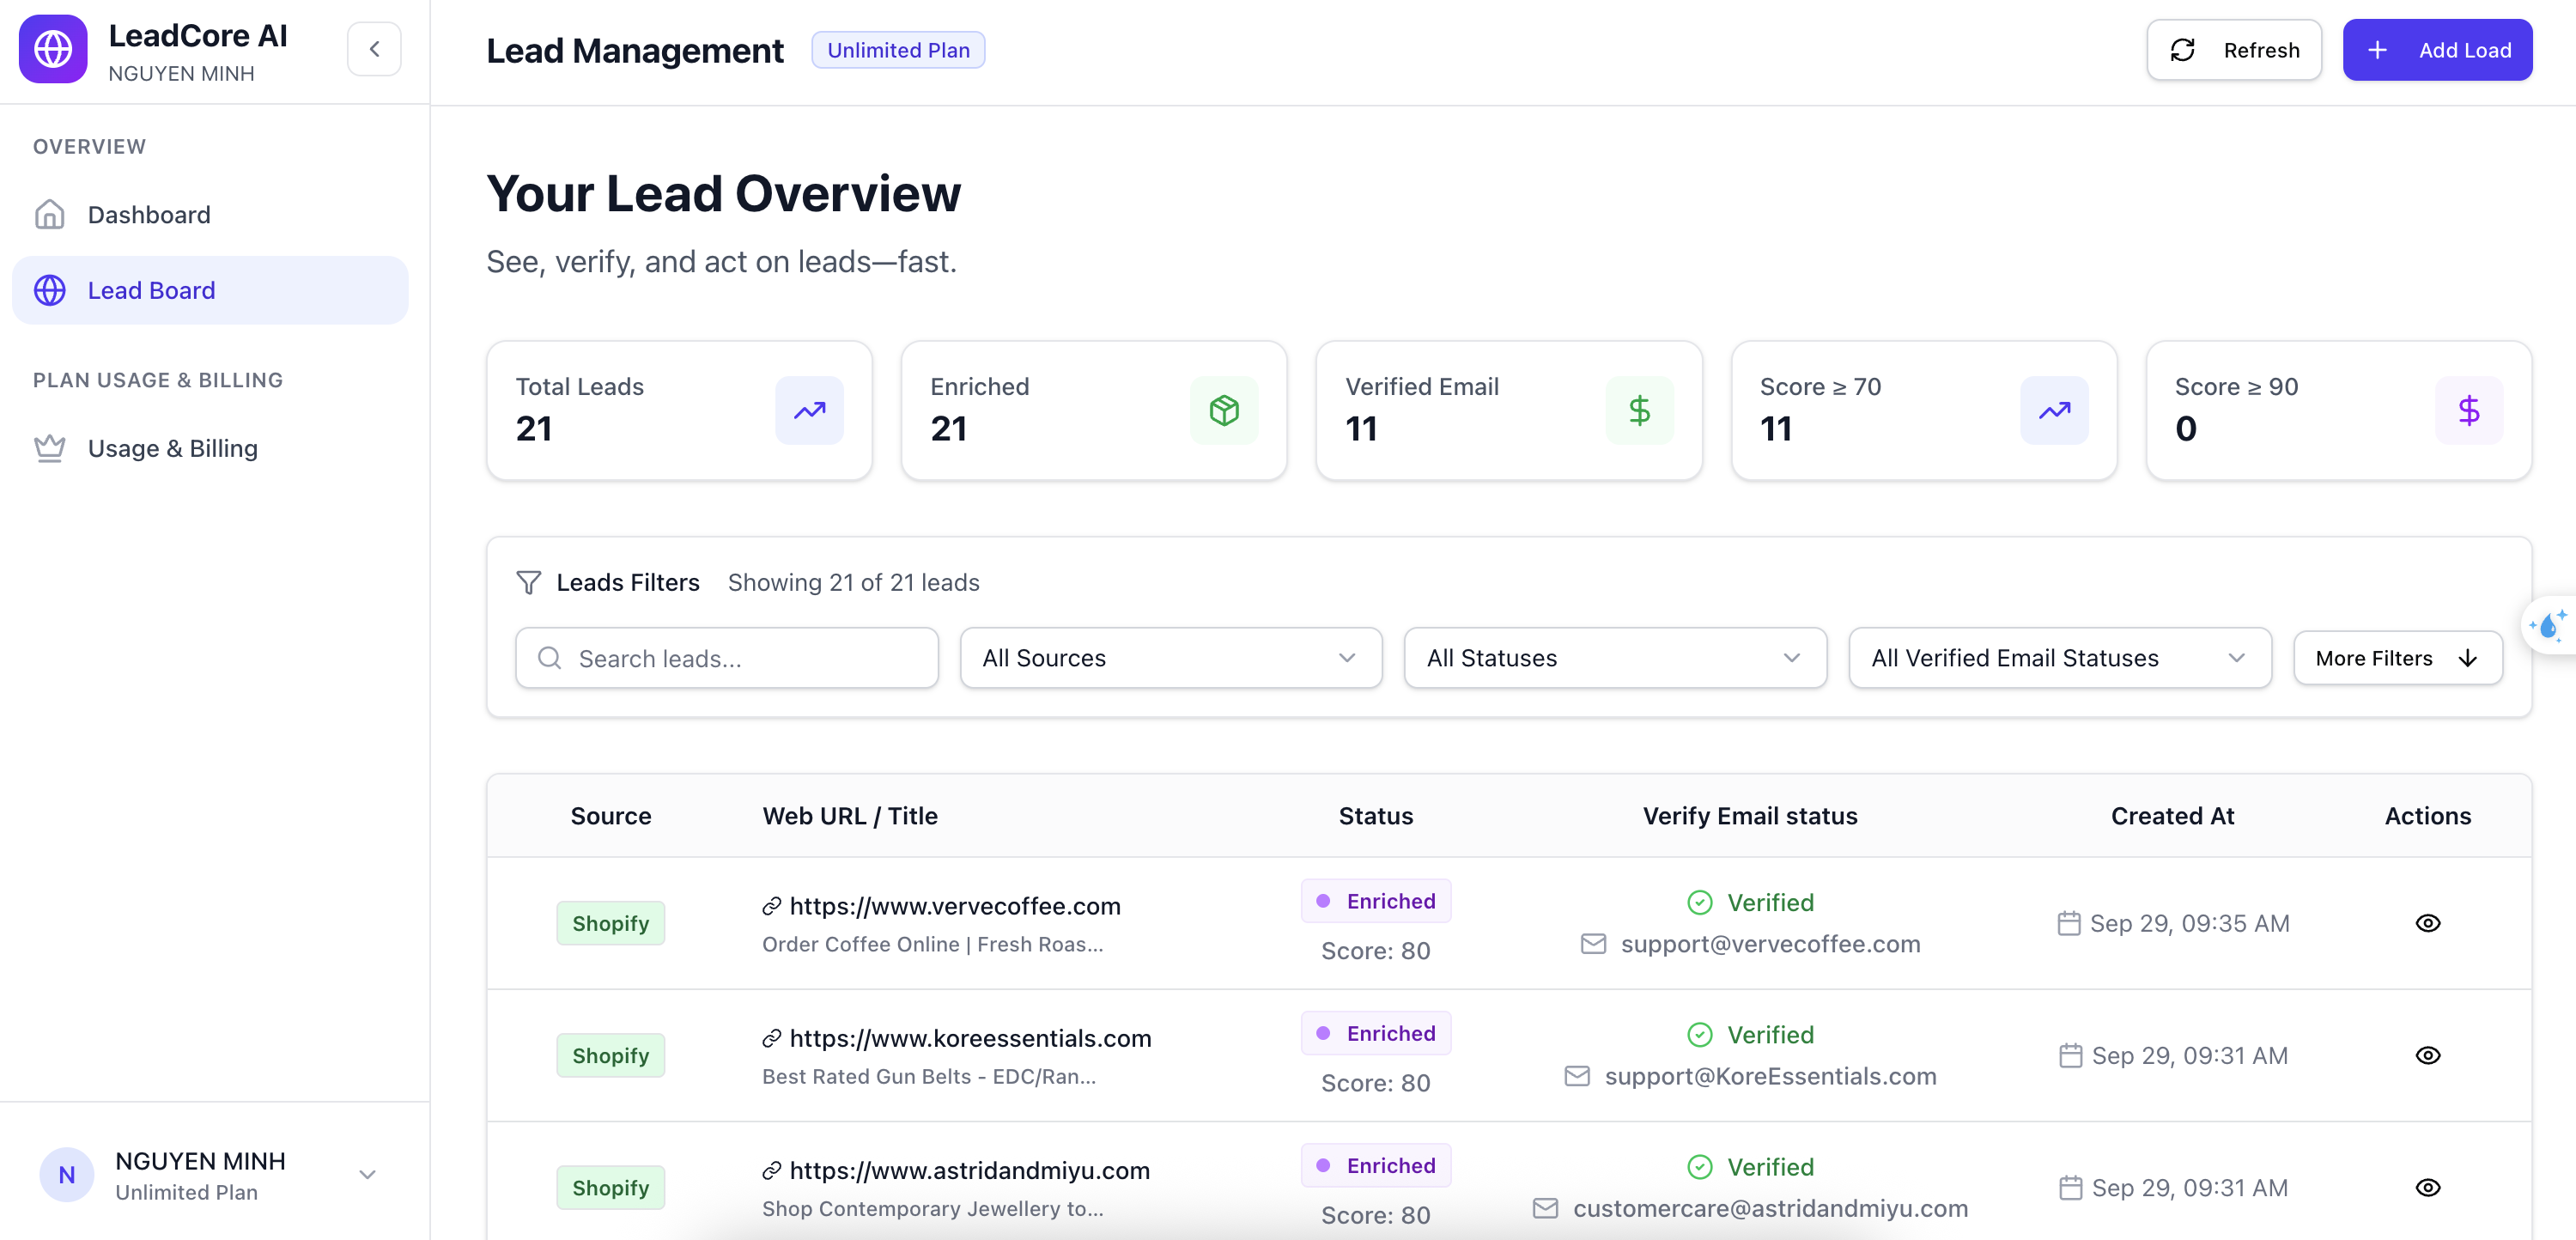 LeadCore AI
NGUYEN MINH
OVERVIEW
Dashboard
Lead Board
PLAN USAGE & BILLING
Usage & Billing
NGUYEN MINH
Unlimited Plan
N
Lead Management
Unlimited Plan
Refresh
Add Load
Your Lead Overview
See, verify, and act on leads—fast.
Total Leads
21
Enriched
21
Verified Email
11
Score ≥ 70
11
Score ≥ 90
0
Leads Filters
Showing 21 of 21 leads
Search leads...
All Sources
All Statuses
All Verified Email Statuses
More Filters
Source
Web URL / Title
Status
Verify Email status
Created At
Actions
Shopify
https://www.vervecoffee.com
Order Coffee Online | Fresh Roas...
Enriched
Score: 80
Verified
support@vervecoffee.com
Sep 29, 09:35 AM
Shopify
https://www.koreessentials.com
Best Rated Gun Belts - EDC/Ran...
Enriched
Score: 80
Verified
support@KoreEssentials.com
Sep 29, 09:31 AM
Shopify
https://www.astridandmiyu.com
Shop Contemporary Jewellery to...
Enriched
Score: 80
Verified
customercare@astridandmiyu.com
Sep 29, 09:31 AM